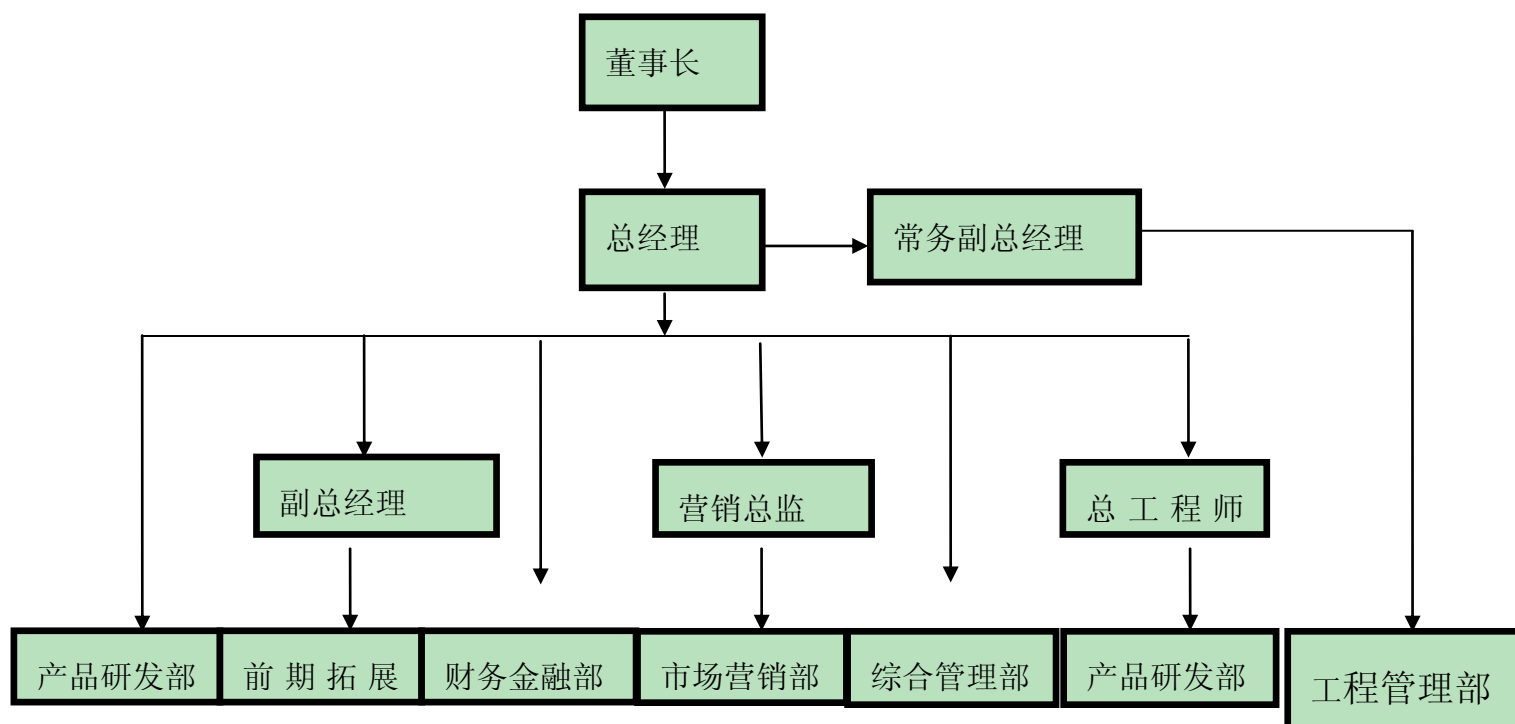 董事长
总经理
常务副总经理
副总经理
营销总监
总 工 程 师
产品研发部
前 期 拓 展
财务金融部
市场营销部
综合管理部
产品研发部
工程管理部